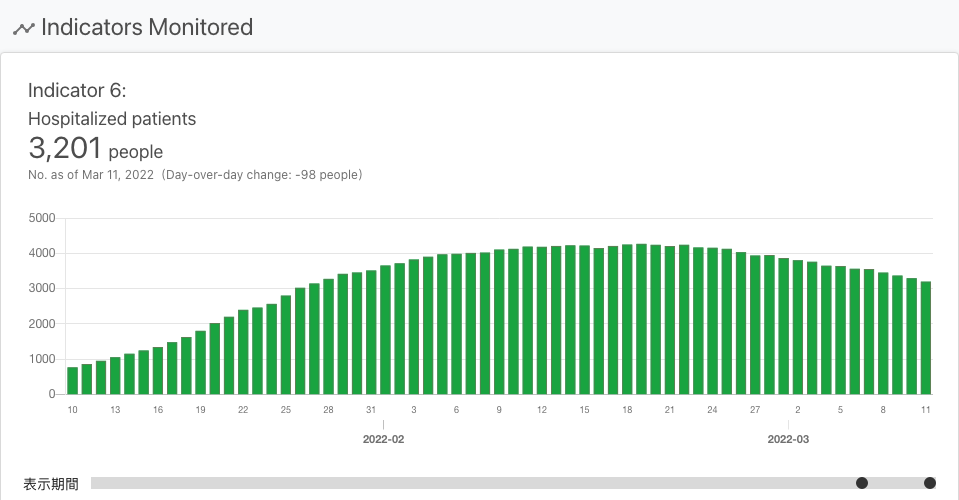 Indicators Monitored
Indicator 6:
Hospitalized patients
3,201 people
No. as of Mar 11, 2022 (Day-over-day change: -98 people)
5000
4000
3000
2000
1000
0
10 13 16 19 22 25 28 31 3 6 9 12 15 18 21 24 27 2 5 8 11
2022-02 2022-03
表示期間